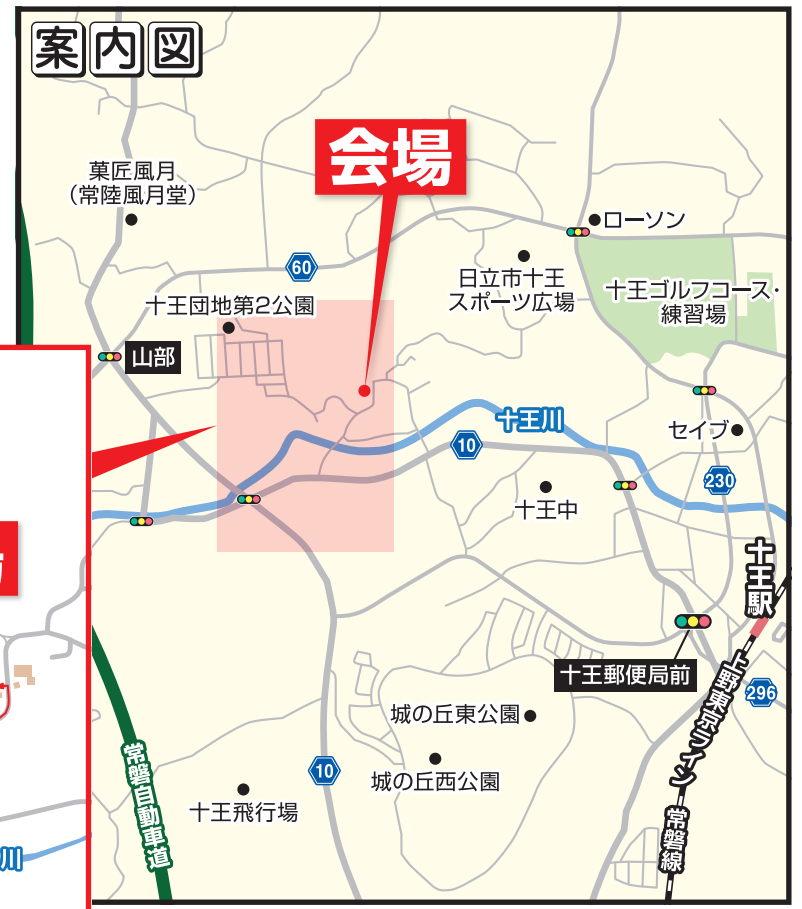 案内図
会場
菓匠風月
（常陸風月堂）
ローソン
60
日立市十王
スポーツ広場
十王ゴルフコース・
練習場
十王団地第2公園
山部
十王川
10
セイブ
230
十王中
十王駅
十王郵便局前
296
上野東京ライン
常磐線
城の丘東公園
城の丘西公園
10
十王飛行場
常磐自動車道
川